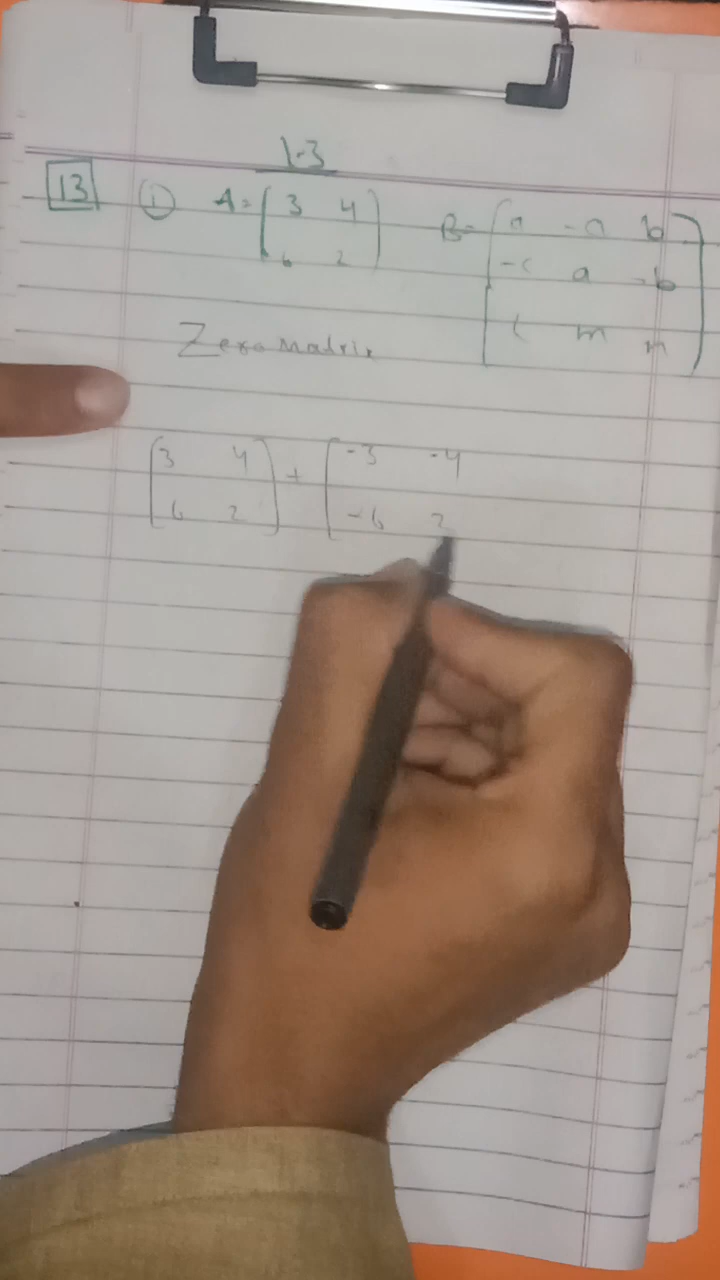 1.3
13 ① A = [3 4 B = [a -a b
6 2] -c a -b
l m n]
Zero Matrix
[3 4 + [-3 -4
6 2] -6 2